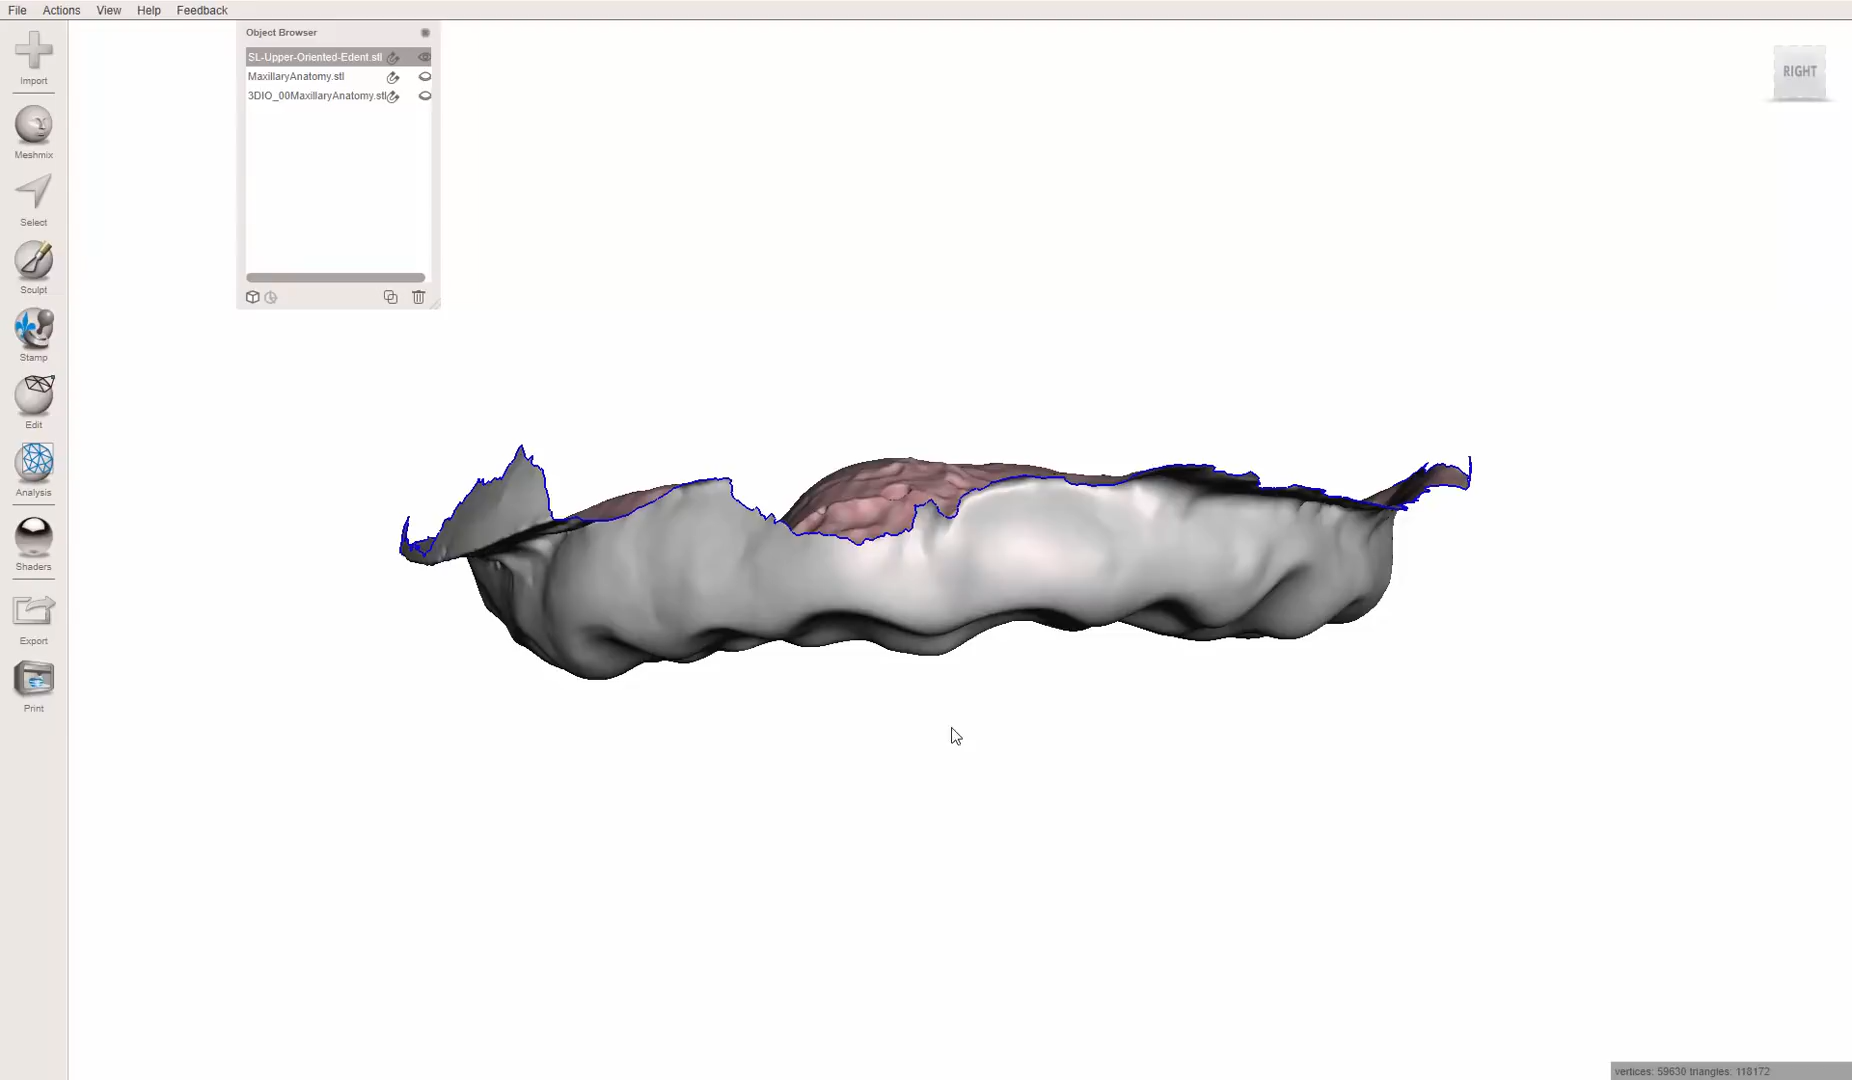 File Actions View Help Feedback
Object Browser
SL-Upper-Oriented-Edent.stl
MaxillaryAnatomy.stl
3DIO_00MaxillaryAnatomy.stl
RIGHT
Import
Meshmix
Select
Sculpt
Stamp
Edit
Analysis
Shaders
Export
Print
vertices: 59630 triangles: 118172